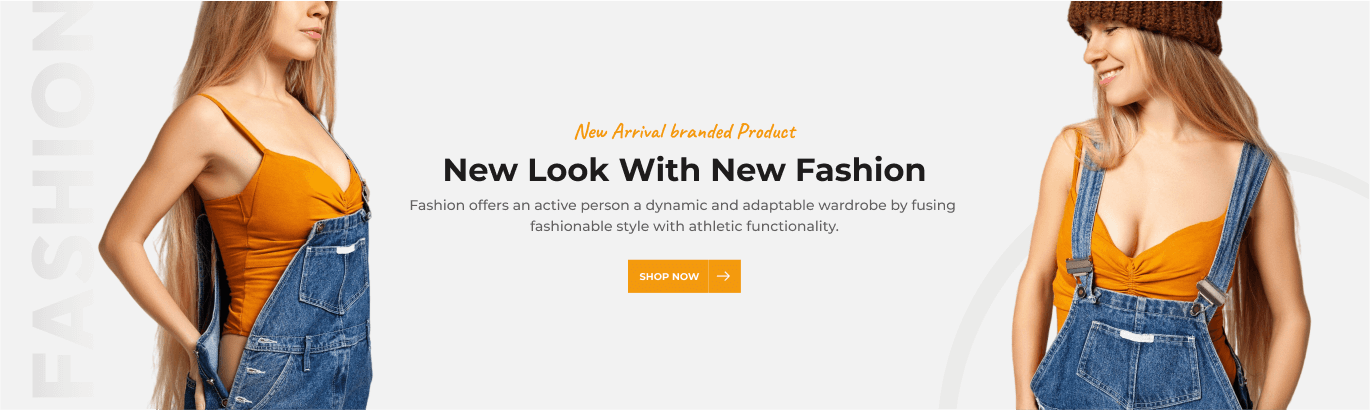 FASHION
New Arrival branded Product
New Look With New Fashion
Fashion offers an active person a dynamic and adaptable wardrobe by fusing
fashionable style with athletic functionality.
SHOP NOW